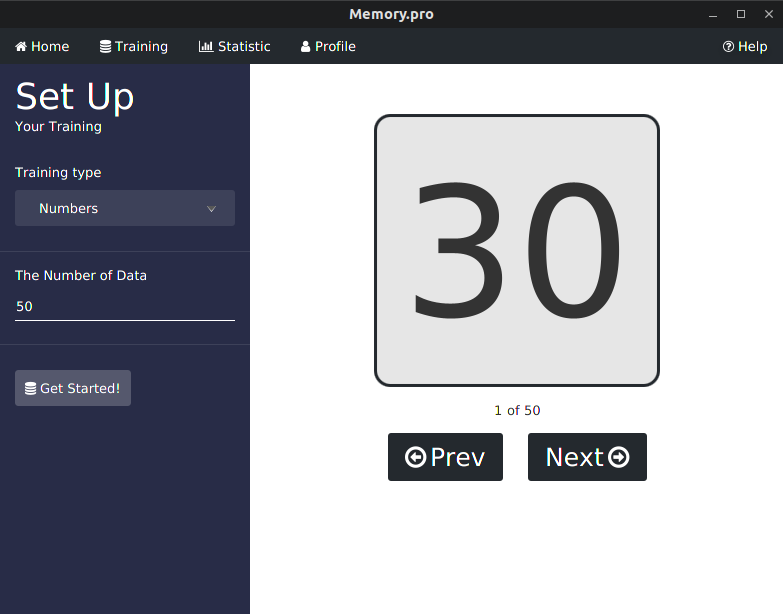 Memory.pro
Home Training Statistic Profile Help
Set Up
Your Training
Training type
Numbers
The Number of Data
50
Get Started!
30
1 of 50
Prev Next